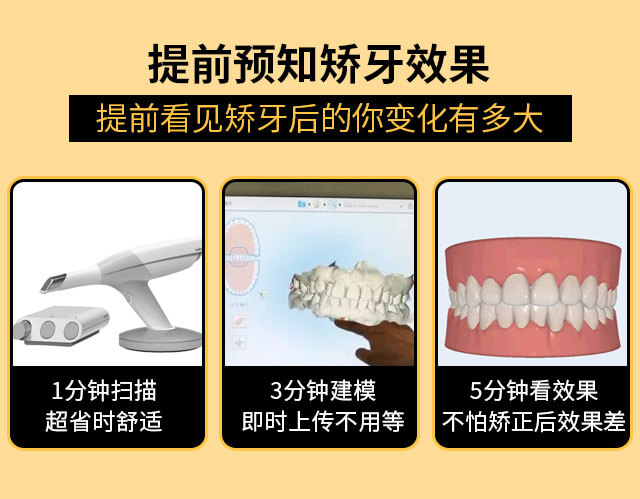 提前预知矫牙效果
提前看见矫牙后的你变化有多大
1分钟扫描
超省时舒适
3分钟建模
即时上传不用等
5分钟看效果
不怕矫正后效果差